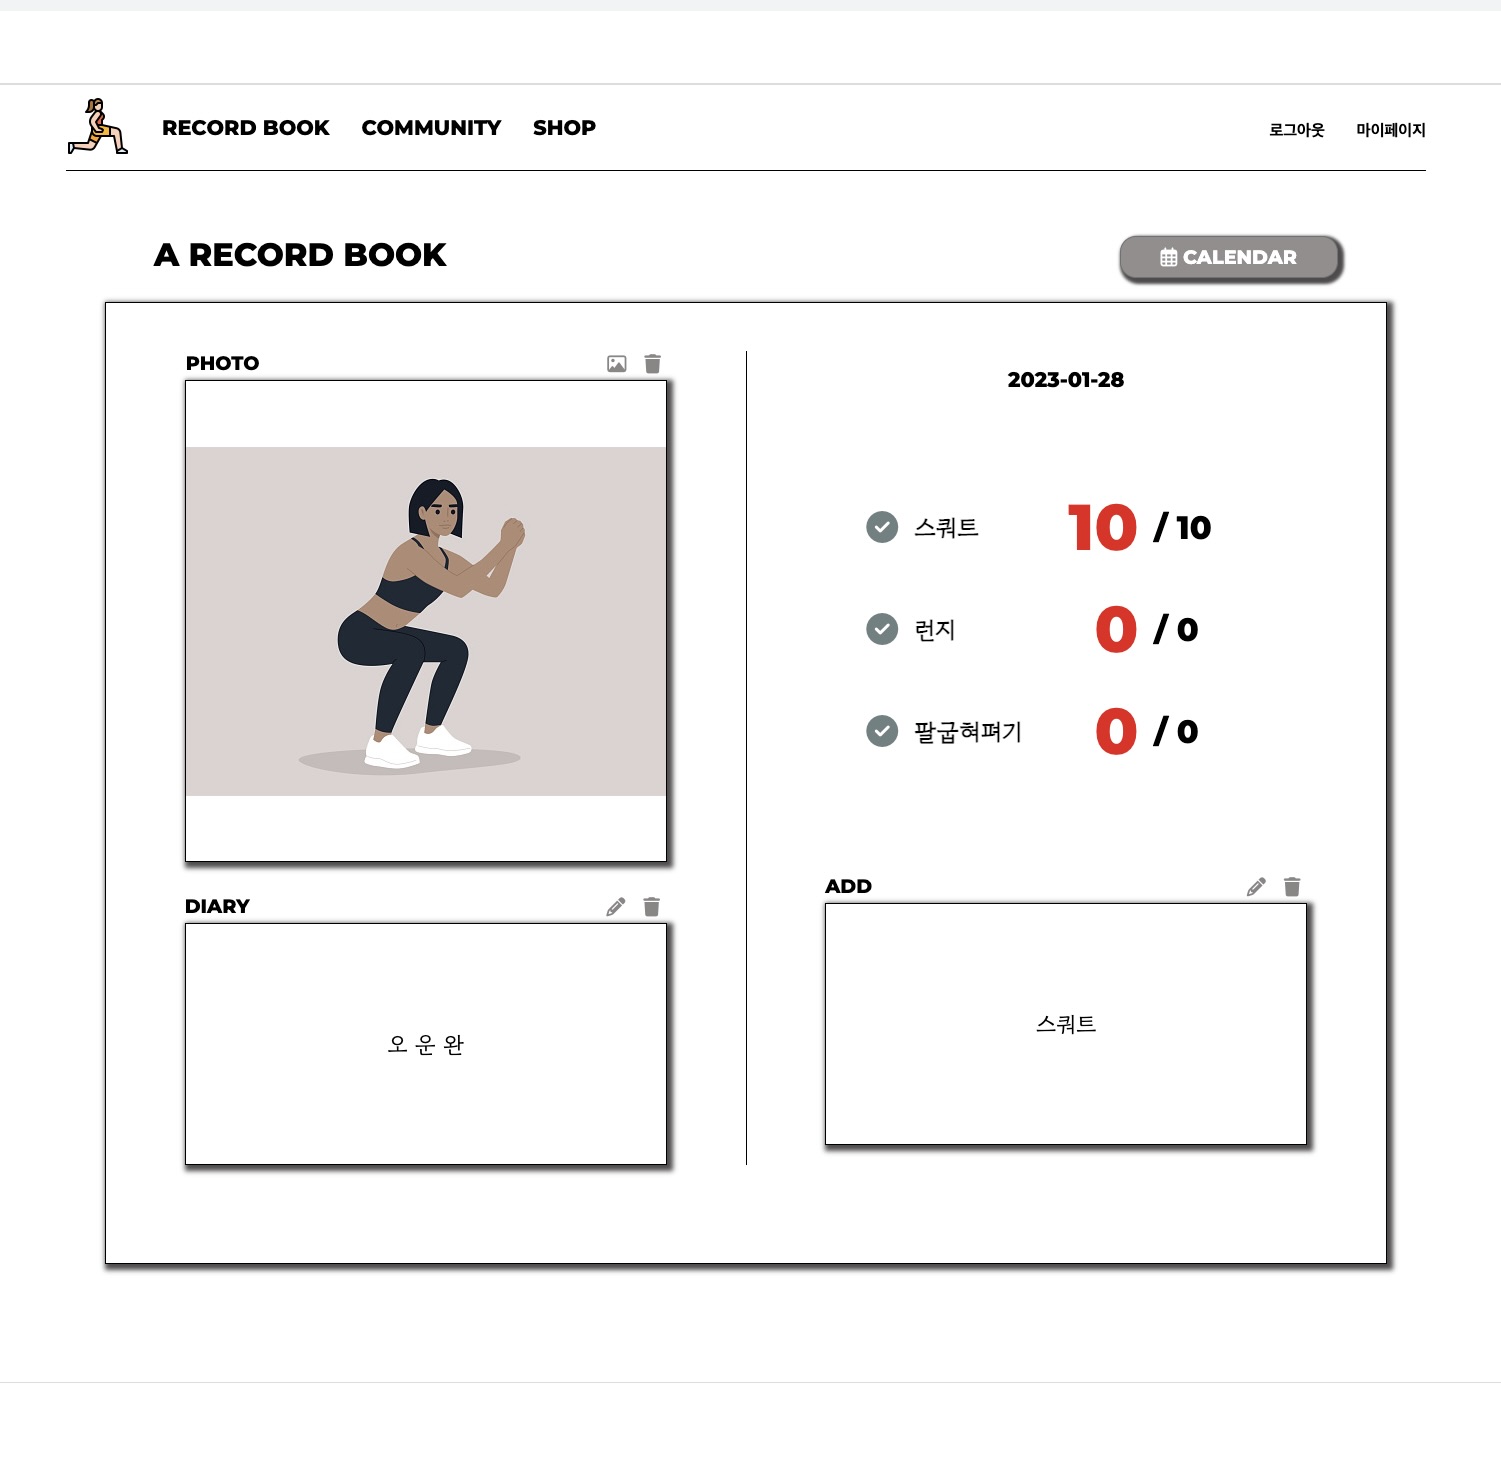 RECORD BOOK COMMUNITY SHOP 로그아웃 마이페이지
A RECORD BOOK
CALENDAR
PHOTO
2023-01-28
스쿼트 10 / 10
런지 0 / 0
팔굽혀펴기 0 / 0
DIARY
오 운 완
ADD
스쿼트